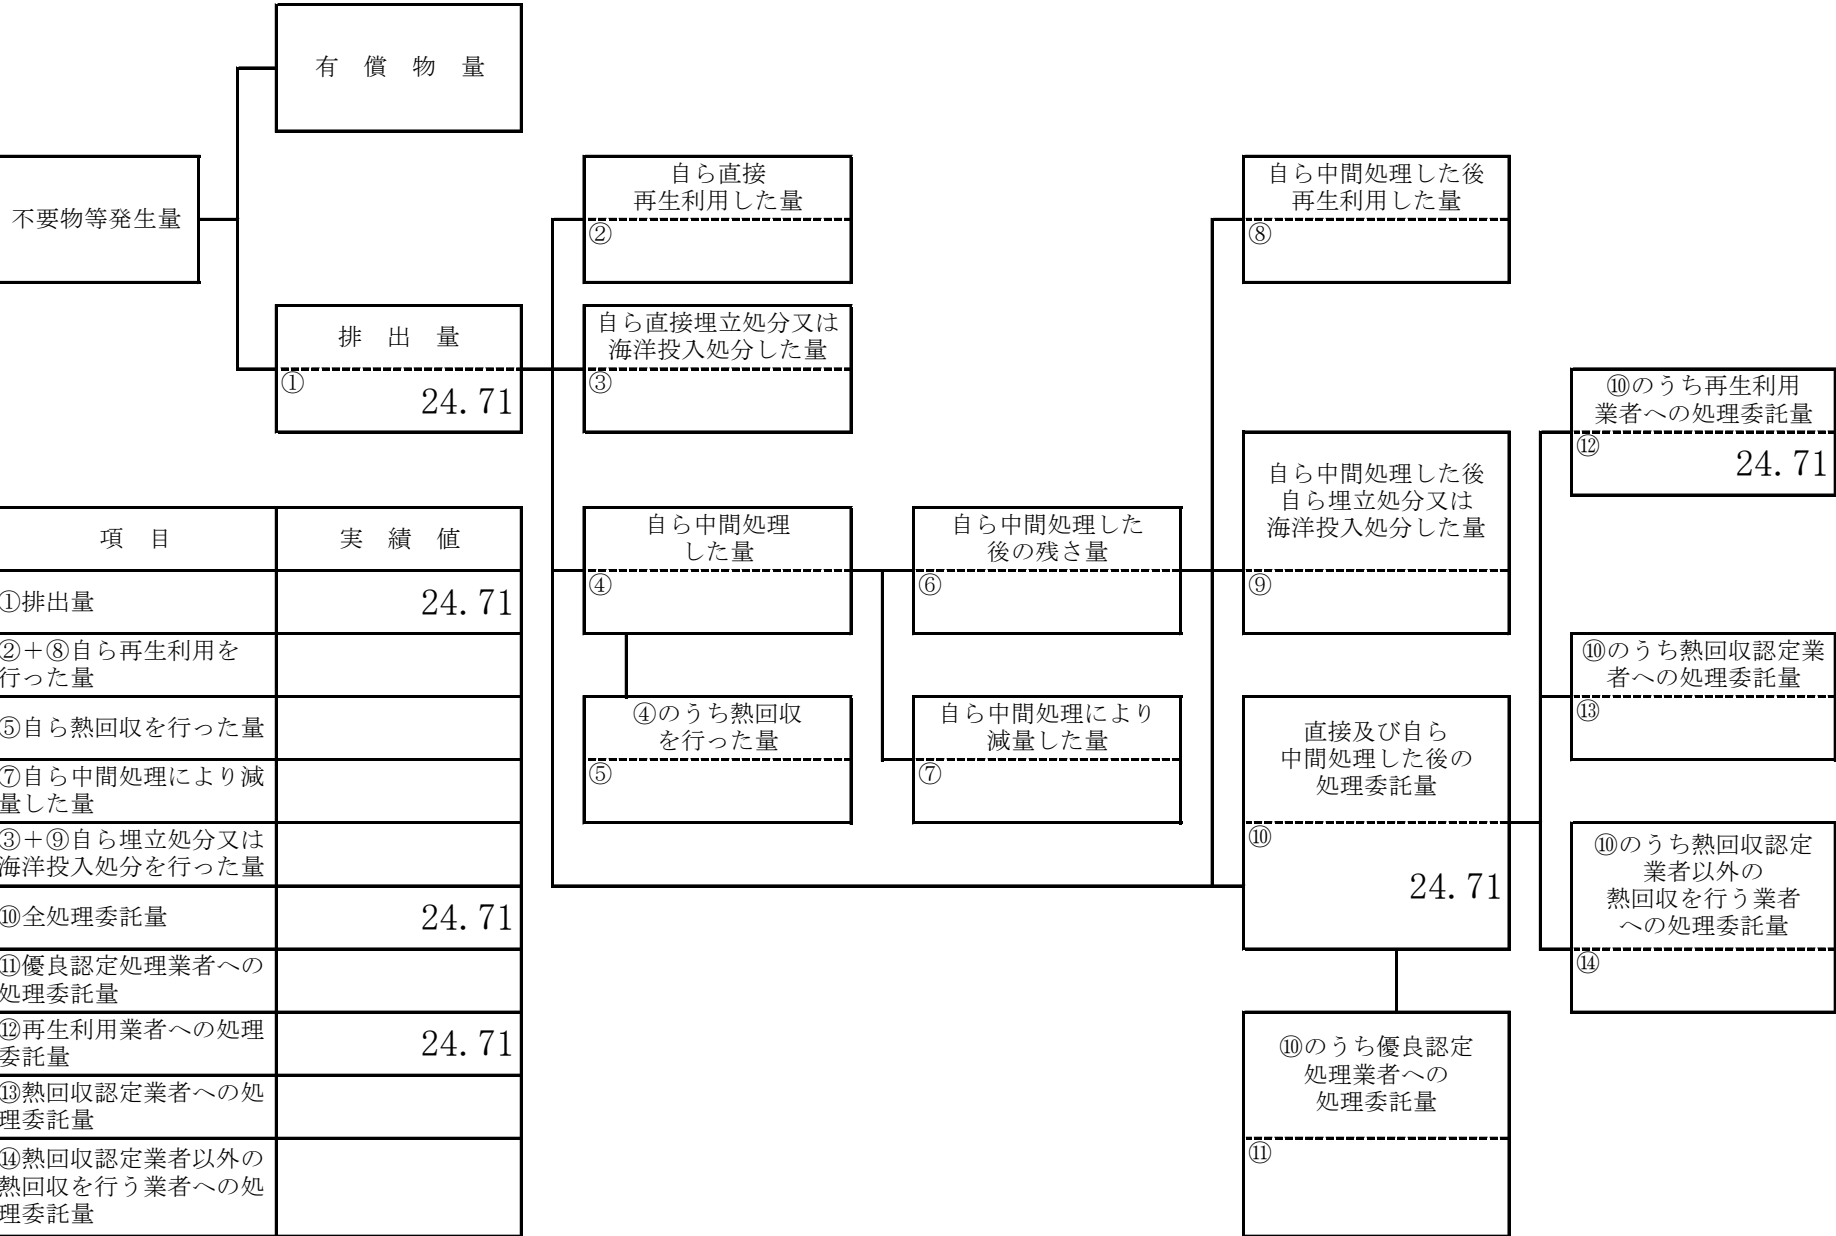 有　償　物　量
不要物等発生量
排　出　量
①
24.71
自ら直接
再生利用した量
②
自ら直接埋立処分又は
海洋投入処分した量
③
自ら中間処理
した量
④
④のうち熱回収
を行った量
⑤
自ら中間処理した
後の残さ量
⑥
自ら中間処理により
減量した量
⑦
自ら中間処理した後
再生利用した量
⑧
自ら中間処理した後
自ら埋立処分又は
海洋投入処分した量
⑨
直接及び自ら
中間処理した後の
処理委託量
⑩
24.71
⑩のうち優良認定
処理業者への
処理委託量
⑪
⑩のうち再生利用
業者への処理委託量
⑫
24.71
⑩のうち熱回収認定業
者への処理委託量
⑬
⑩のうち熱回収認定
業者以外の
熱回収を行う業者
への処理委託量
⑭
項　目　実　績　値
①排出量　24.71
②＋⑧自ら再生利用を
行った量
⑤自ら熱回収を行った量
⑦自ら中間処理により減
量した量
③＋⑨自ら埋立処分又は
海洋投入処分を行った量
⑩全処理委託量　24.71
⑪優良認定処理業者への
処理委託量
⑫再生利用業者への処理
委託量　24.71
⑬熱回収認定業者への処
理委託量
⑭熱回収認定業者以外の
熱回収を行う業者への処
理委託量